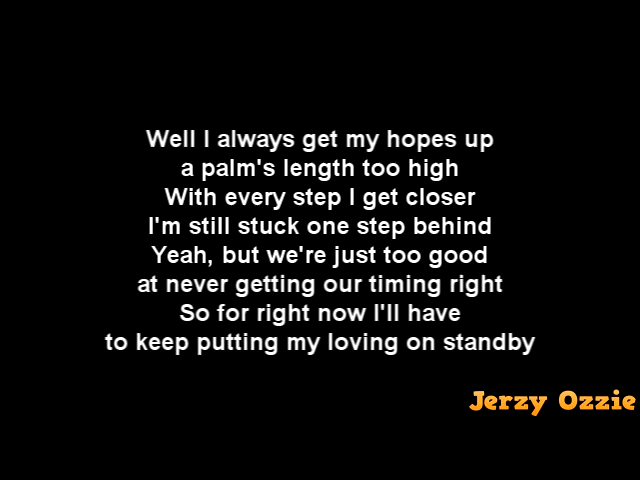 Well I always get my hopes up
a palm's length too high
With every step I get closer
I'm still stuck one step behind
Yeah, but we're just too good
at never getting our timing right
So for right now I'll have
to keep putting my loving on standby
Jerzy Ozzie